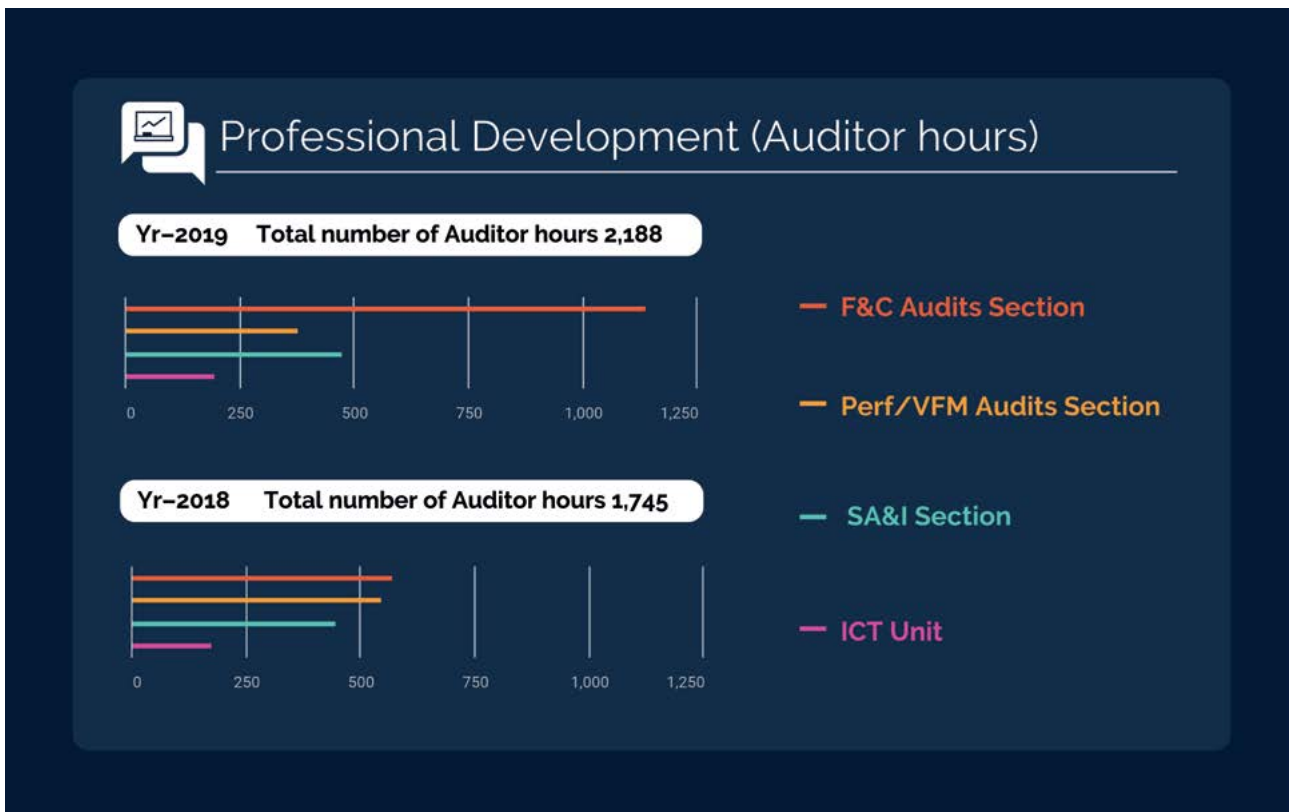 Professional Development (Auditor hours)
Yr–2019 Total number of Auditor hours 2,188
0 250 500 750 1,000 1,250
Yr–2018 Total number of Auditor hours 1,745
0 250 500 750 1,000 1,250
F&C Audits Section
Perf/VFM Audits Section
SA&I Section
ICT Unit